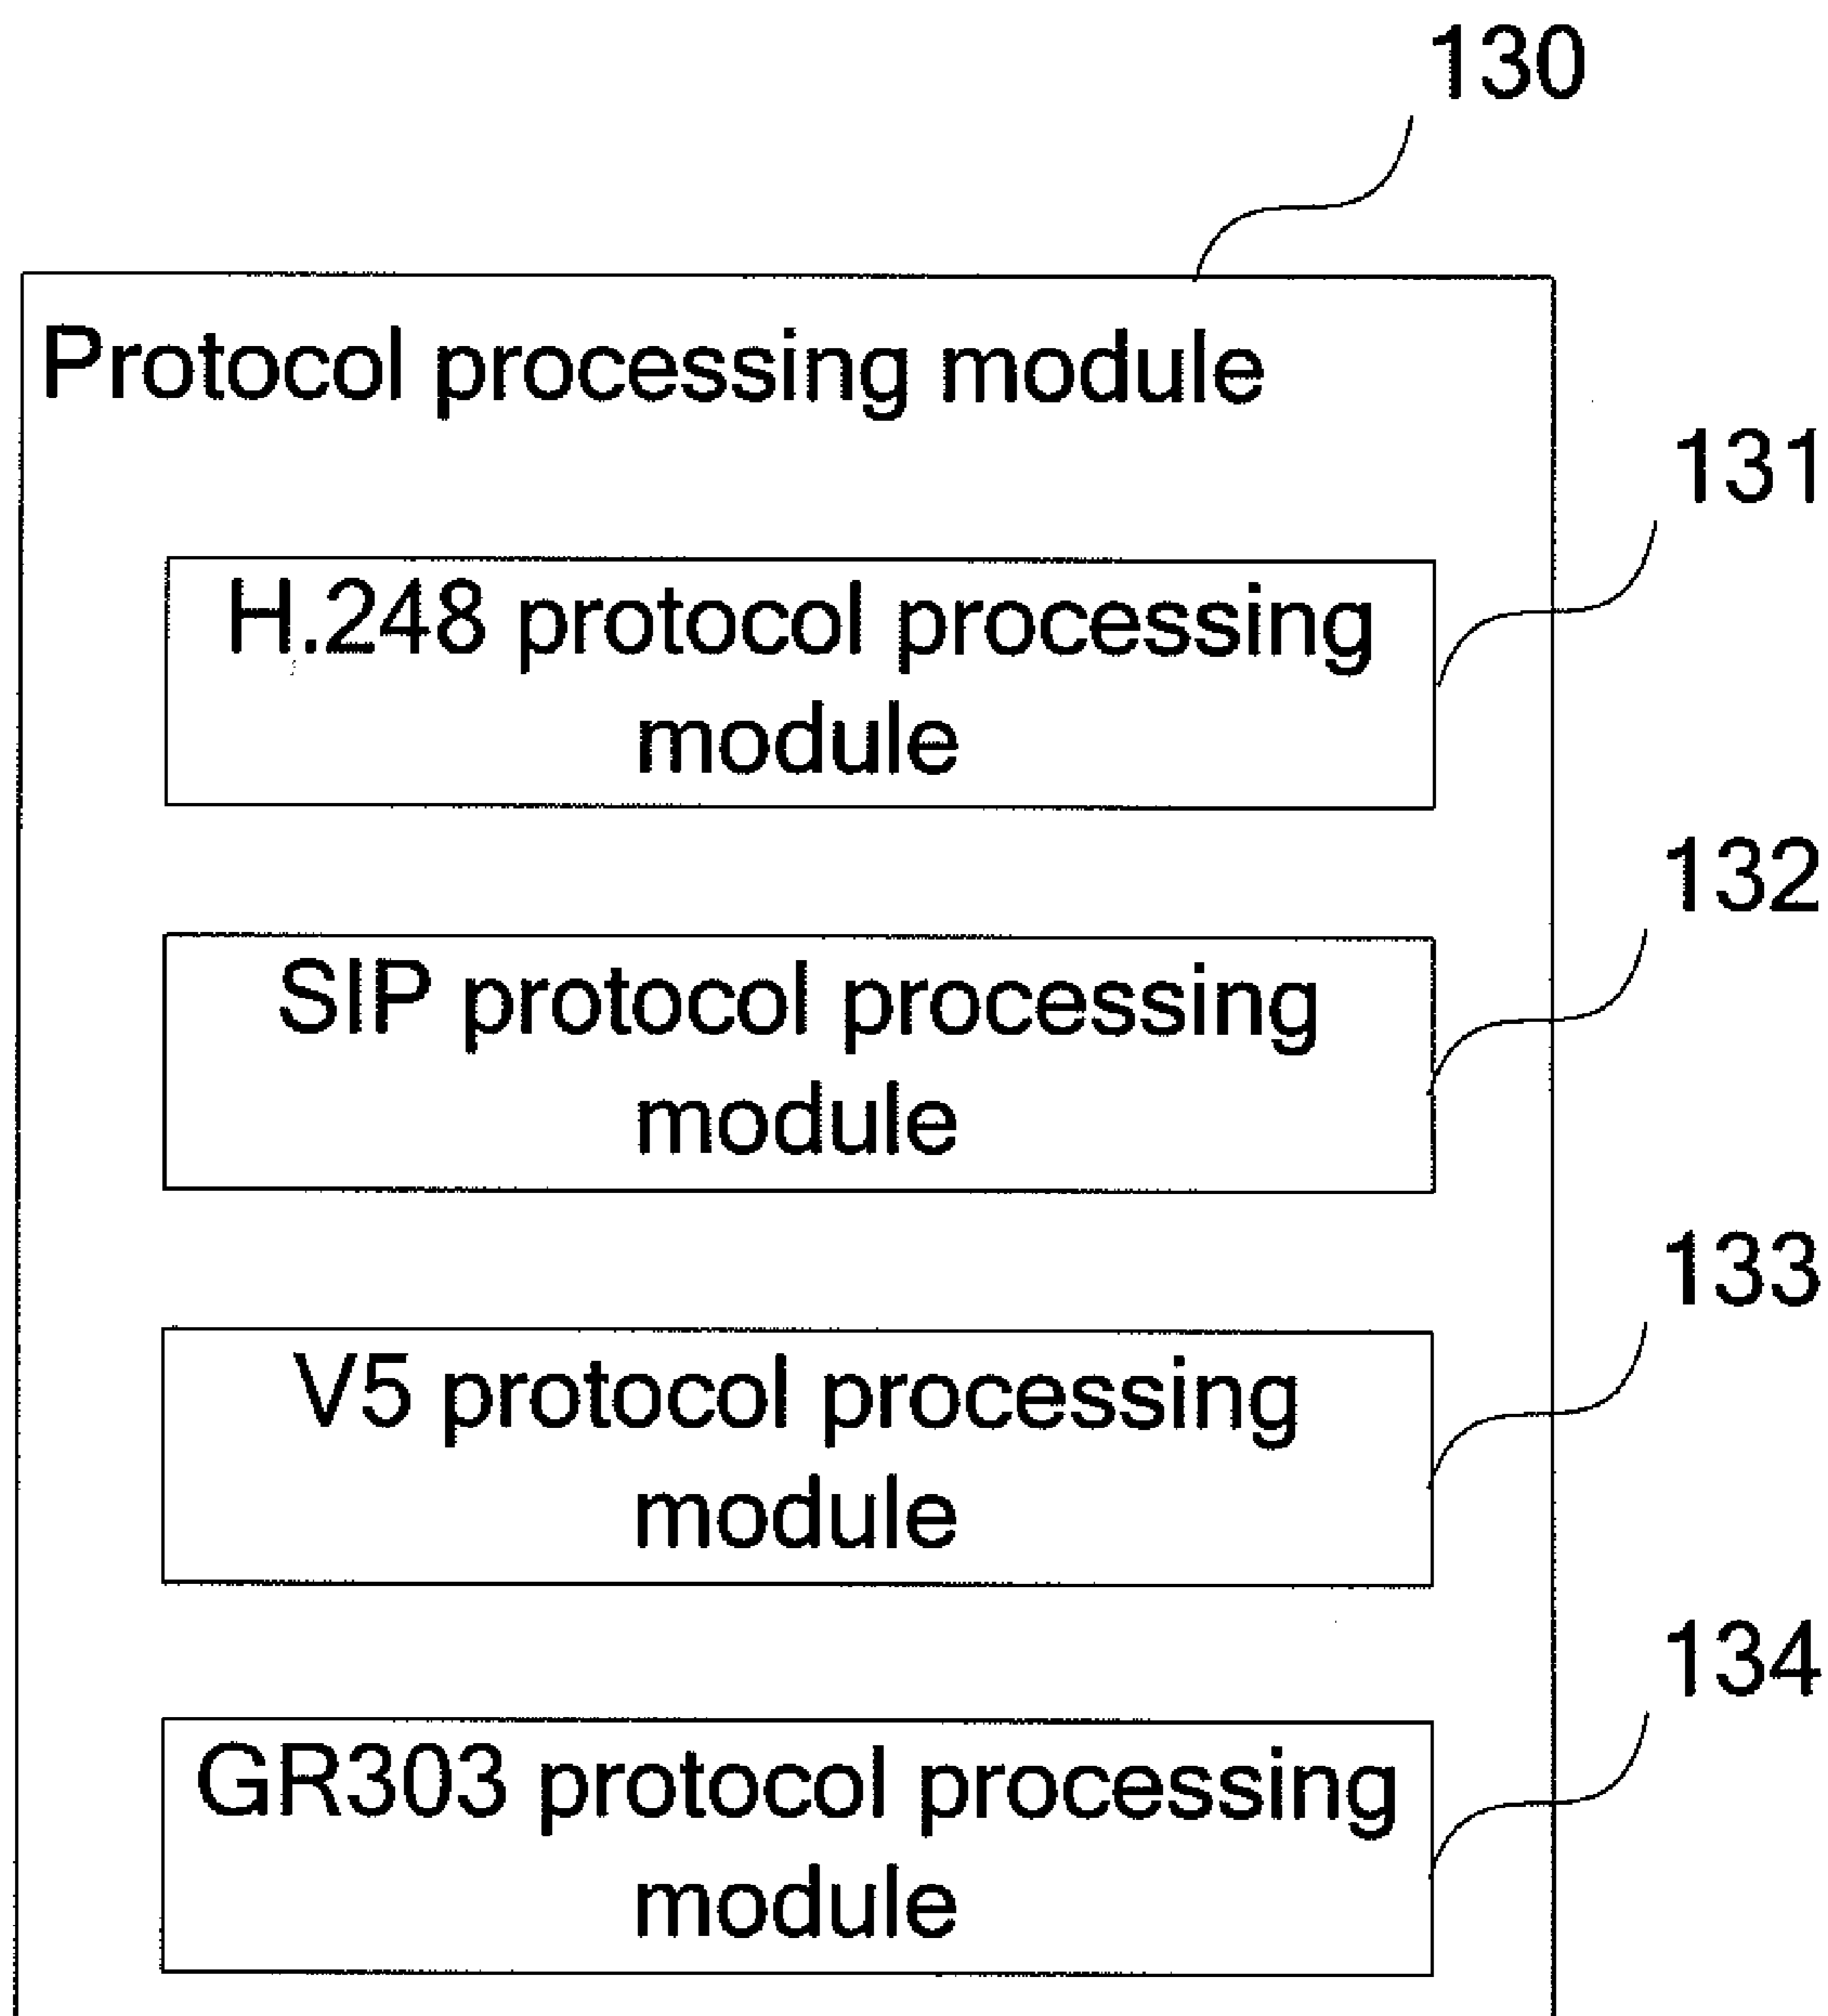 130
Protocol processing module
131
H.248 protocol processing
module
132
SIP protocol processing
module
133
V5 protocol processing
module
134
GR303 protocol processing
module